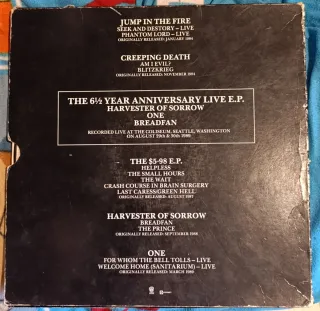 JUMP IN THE FIRE
SEEK AND DESTORY – LIVE
PHANTOM LORD – LIVE
ORIGINALLY RELEASED: JANUARY 1984
CREEPING DEATH
AM I EVIL?
BLITZKRIEG
ORIGINALLY RELEASED: NOVEMBER 1984
THE 6½ YEAR ANNIVERSARY LIVE E.P.
HARVESTER OF SORROW
ONE
BREADFAN
RECORDED LIVE AT THE COLISEUM, SEATTLE, WASHINGTON
ON AUGUST 29th & 30th 1989
THE $5·98 E.P.
HELPLESS
THE SMALL HOURS
THE WAIT
CRASH COURSE IN BRAIN SURGERY
LAST CARESS/GREEN HELL
ORIGINALLY RELEASED: AUGUST 1987
HARVESTER OF SORROW
BREADFAN
THE PRINCE
ORIGINALLY RELEASED: SEPTEMBER 1988
ONE
FOR WHOM THE BELL TOLLS – LIVE
WELCOME HOME (SANITARIUM) – LIVE
ORIGINALLY RELEASED: MARCH 1989